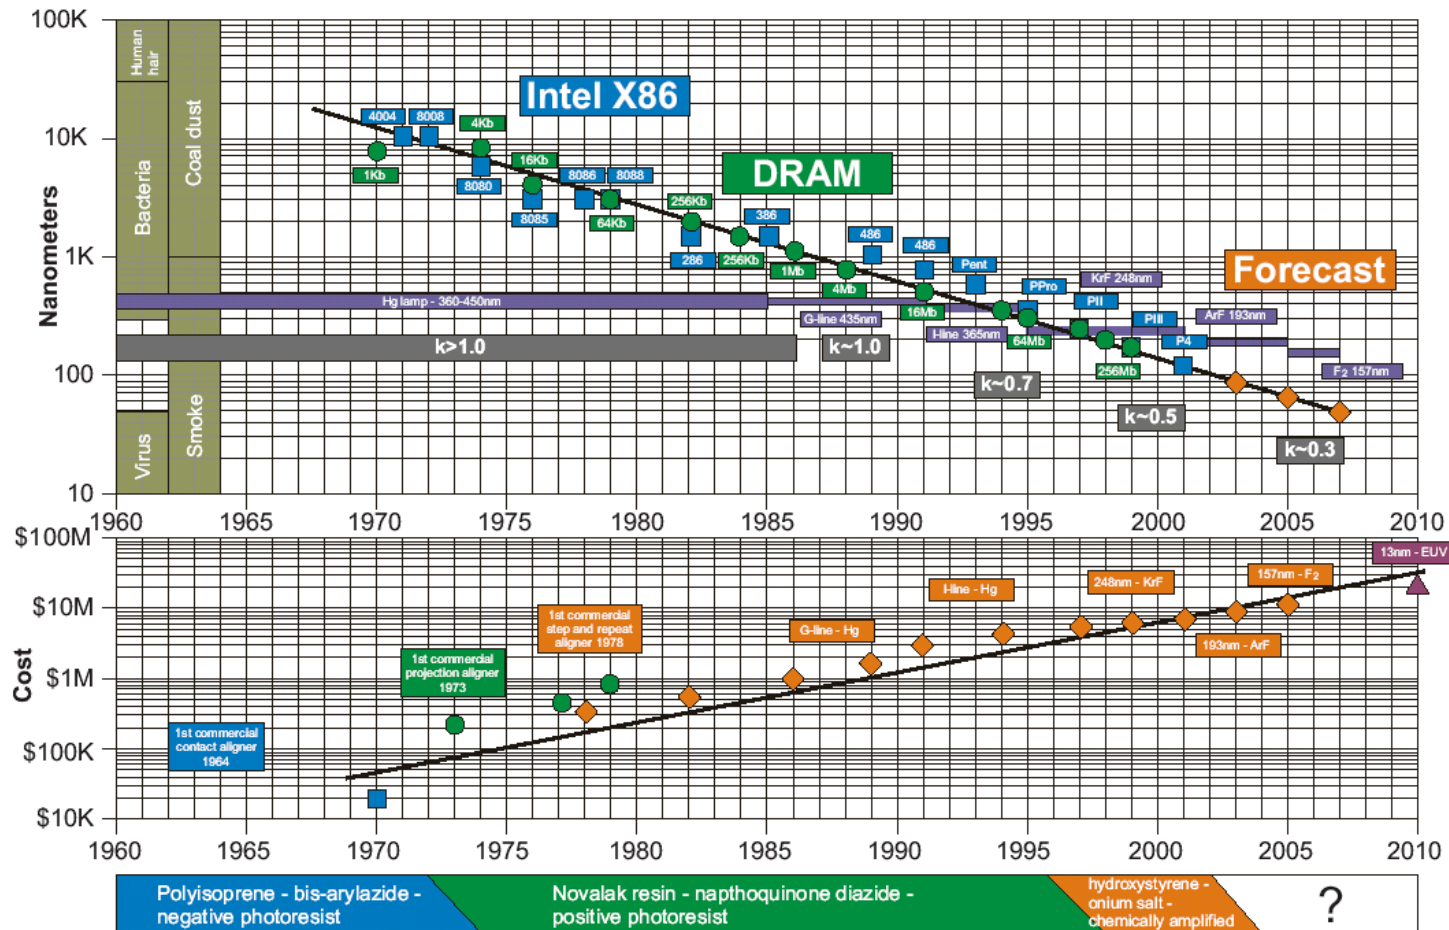 100K
10K
1K
100
10
Nanometers
Human
hair
Bacteria
Virus
Coal dust
Smoke
Intel X86
DRAM
Forecast
4004
8008
4Kb
1Kb
8080
16Kb
8085
8086
8088
64Kb
256Kb
286
256Kb
386
1Mb
486
4Mb
486
16Mb
Pent
PPro
64Mb
PII
PIII
256Mb
P4
Hg lamp - 360-450nm
G-line 435nm
I-line 365nm
KrF 248nm
ArF 193nm
F2 157nm
k>1.0
k~1.0
k~0.7
k~0.5
k~0.3
1960
1965
1970
1975
1980
1985
1990
1995
2000
2005
2010
$100M
$10M
$1M
$100K
$10K
Cost
1st commercial
contact aligner
1964
1st commercial
projection aligner
1973
1st commercial
step and repeat
aligner 1978
G-line - Hg
I-line - Hg
248nm - KrF
193nm - ArF
157nm - F2
13nm - EUV
1960
1965
1970
1975
1980
1985
1990
1995
2000
2005
2010
Polyisoprene - bis-arylazide -
negative photoresist
Novalak resin - napthoquinone diazide -
positive photoresist
hydroxystyrene -
onium salt -
chemically amplified
?